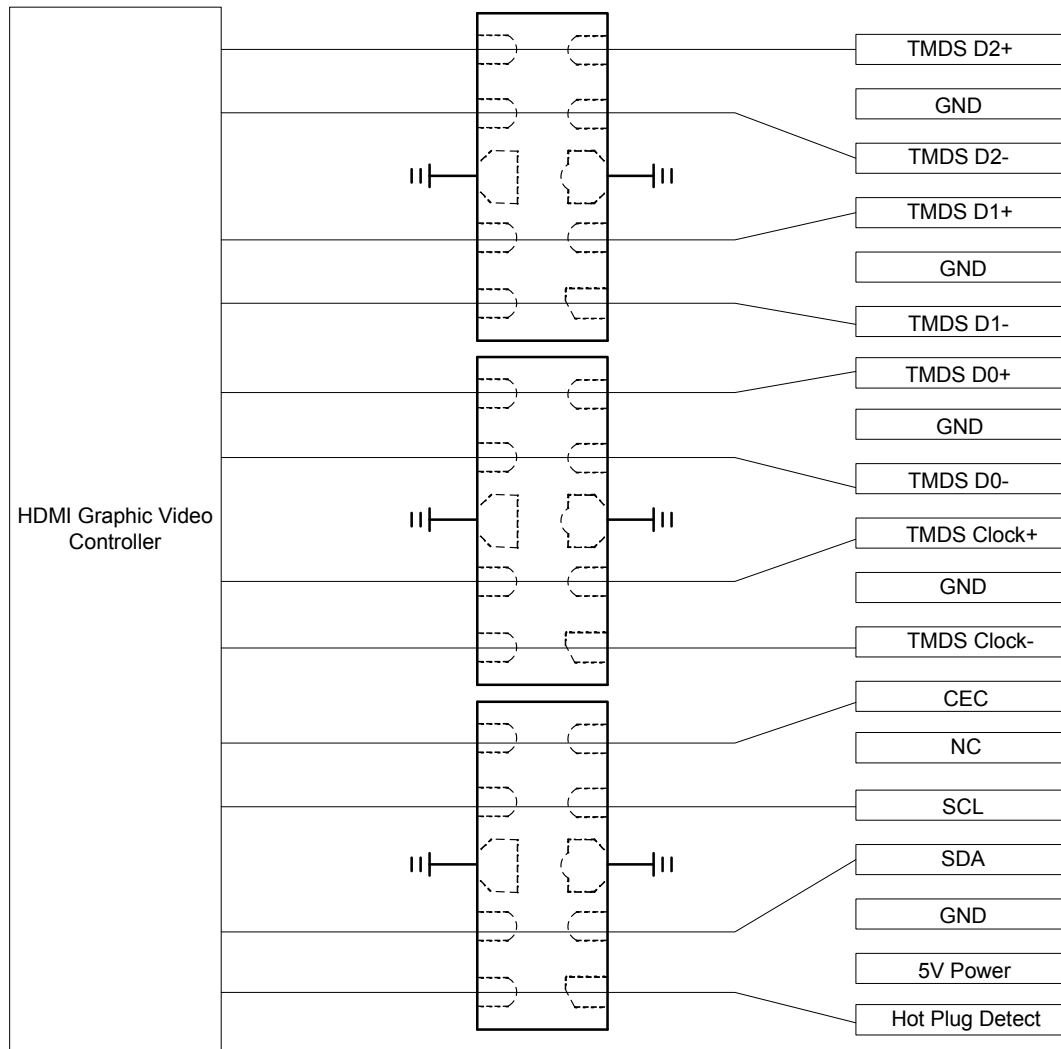 TMDS D2+
GND
TMDS D2-
TMDS D1+
GND
TMDS D1-
TMDS D0+
GND
TMDS D0-
HDMI Graphic Video
Controller
TMDS Clock+
GND
TMDS Clock-
CEC
NC
SCL
SDA
GND
5V Power
Hot Plug Detect